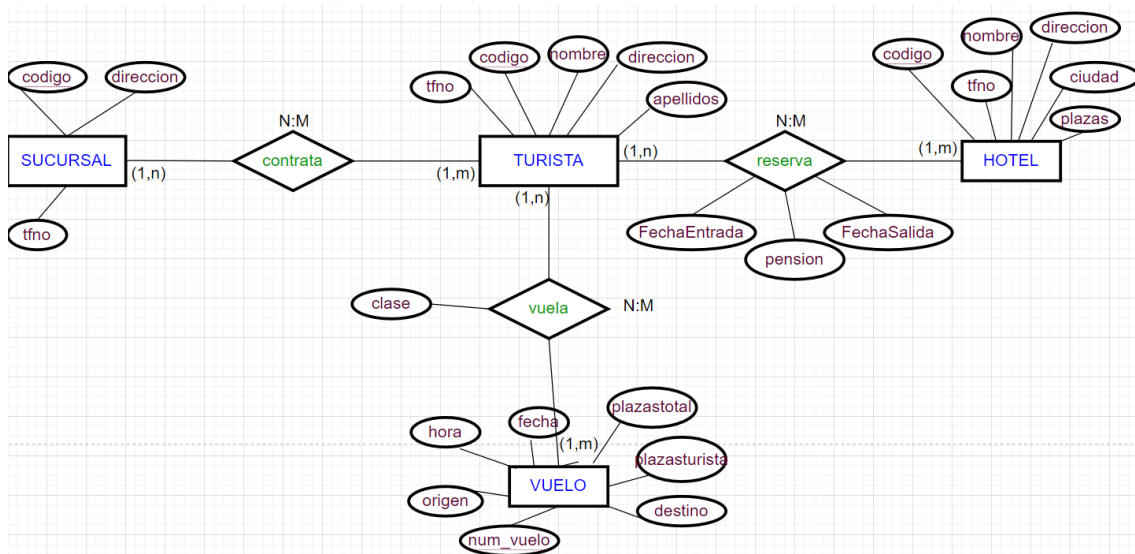 codigo
direccion
SUCURSAL
(1,n)
tfno
N:M
contrata
tfno
codigo
nombre
direccion
apellidos
(1,m)
TURISTA
(1,n)
(1,n)
N:M
reserva
FechaEntrada
pension
FechaSalida
codigo
nombre
tfno
direccion
ciudad
plazas
(1,m)
HOTEL
clase
vuela
N:M
hora
fecha
plazastotal
(1,m)
plazasturista
VUELO
origen
num_vuelo
destino